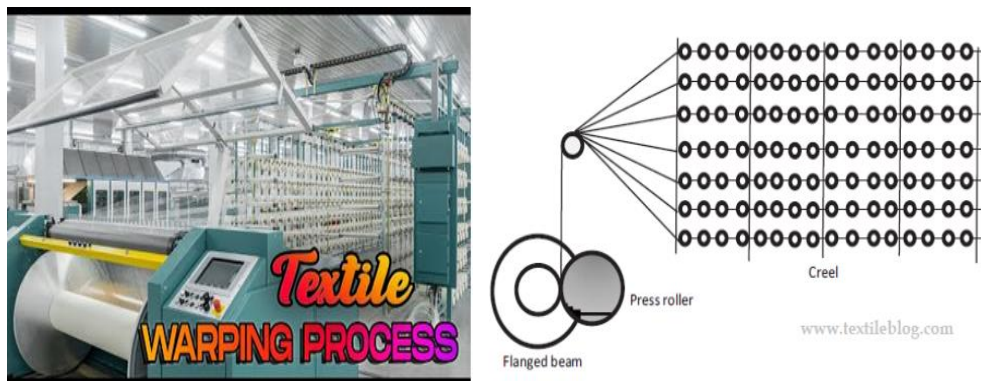 Textile
WARPING PROCESS
Creel
Press roller
www.textileblog.com
Flanged beam